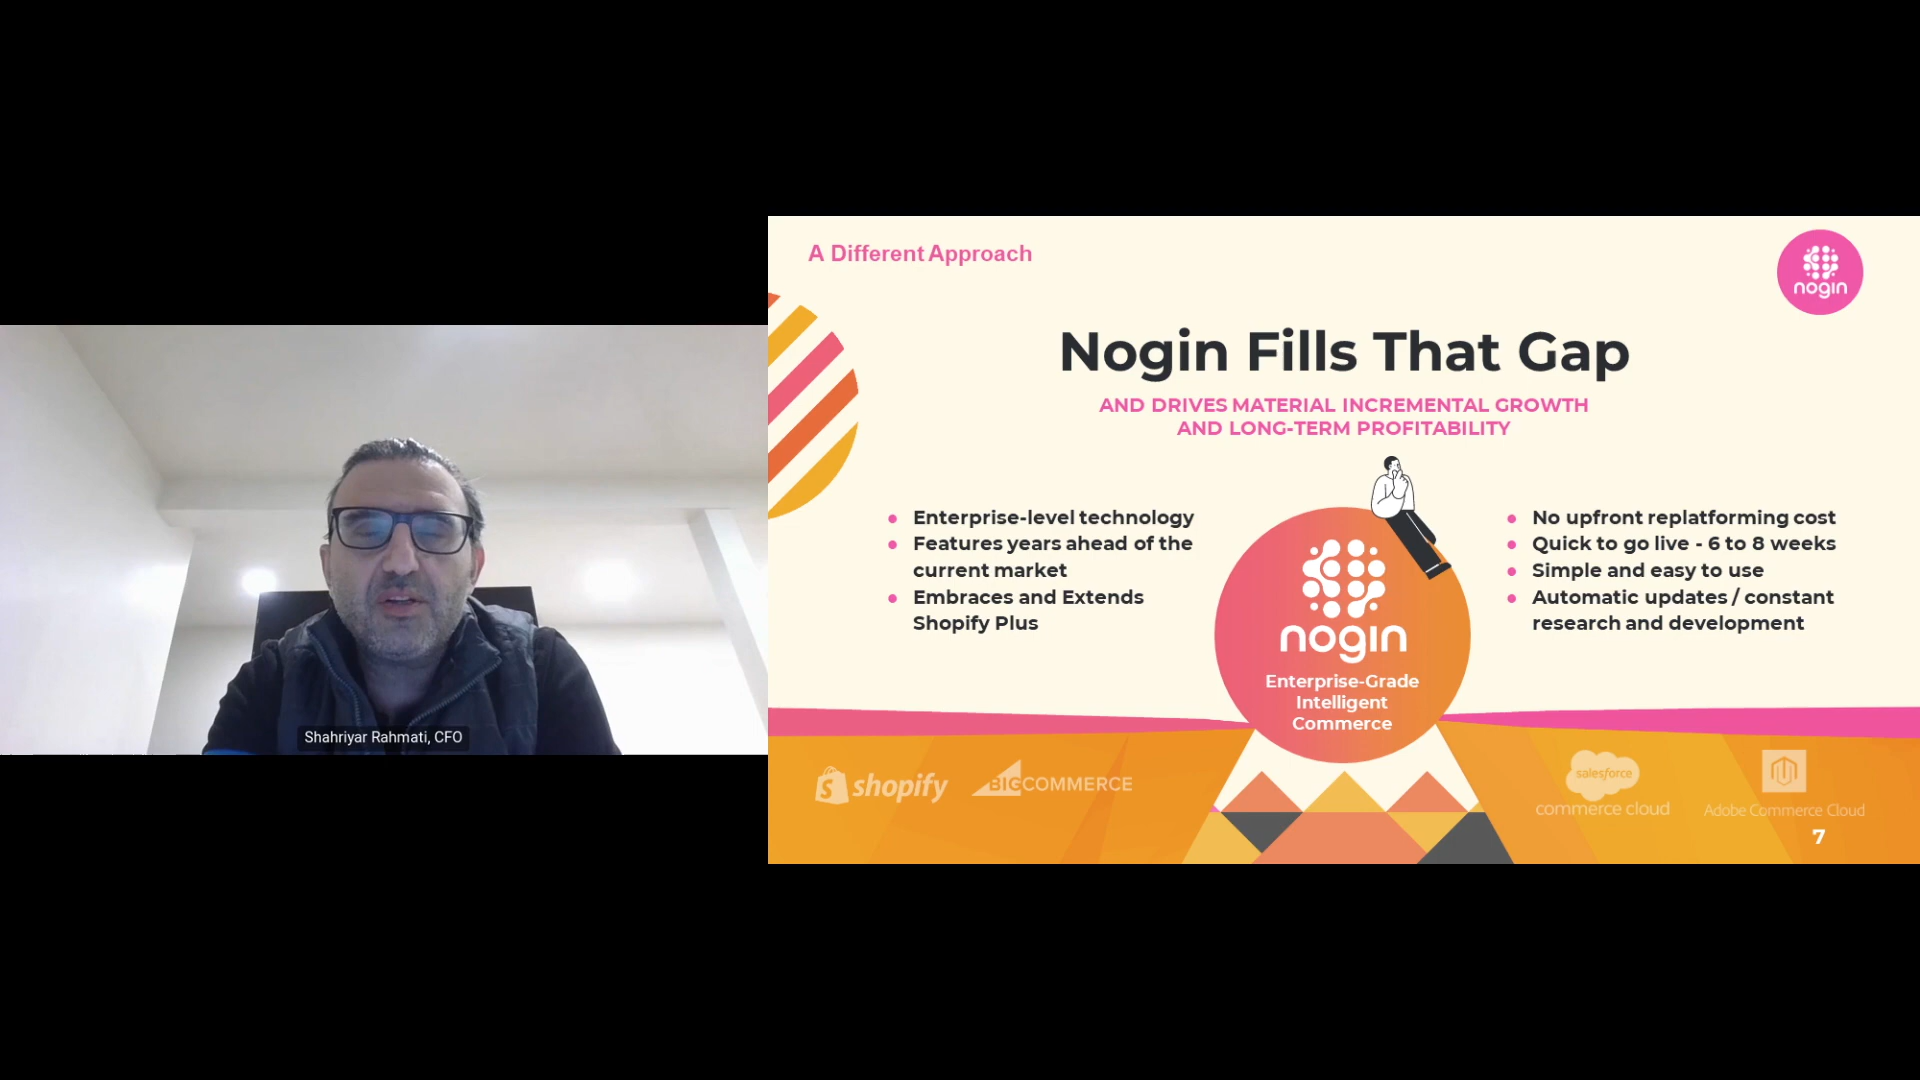 Shahriyar Rahmati, CFO
A Different Approach
nogin
Nogin Fills That Gap
AND DRIVES MATERIAL INCREMENTAL GROWTH
AND LONG-TERM PROFITABILITY
Enterprise-level technology
Features years ahead of the
current market
Embraces and Extends
Shopify Plus
nogin
Enterprise-Grade
Intelligent
Commerce
No upfront replatforming cost
Quick to go live - 6 to 8 weeks
Simple and easy to use
Automatic updates / constant
research and development
shopify
BIGCOMMERCE
salesforce
commerce cloud
Adobe Commerce Cloud
7